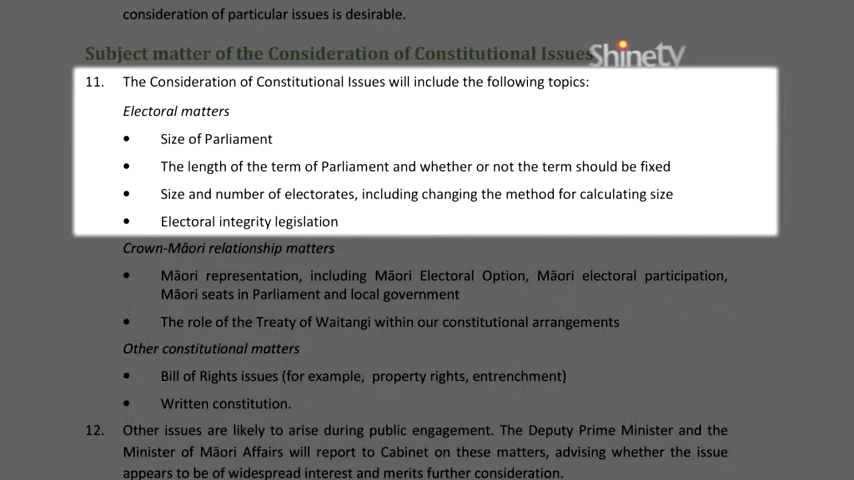 consideration of particular issues is desirable.
Subject matter of the Consideration of Constitutional Issues
Shinetv
11. The Consideration of Constitutional Issues will include the following topics:
Electoral matters
• Size of Parliament
• The length of the term of Parliament and whether or not the term should be fixed
• Size and number of electorates, including changing the method for calculating size
• Electoral integrity legislation
Crown-Māori relationship matters
• Māori representation, including Māori Electoral Option, Māori electoral participation,
Māori seats in Parliament and local government
• The role of the Treaty of Waitangi within our constitutional arrangements
Other constitutional matters
• Bill of Rights issues (for example, property rights, entrenchment)
• Written constitution.
12. Other issues are likely to arise during public engagement. The Deputy Prime Minister and the
Minister of Māori Affairs will report to Cabinet on these matters, advising whether the issue
appears to be of widespread interest and merits further consideration.